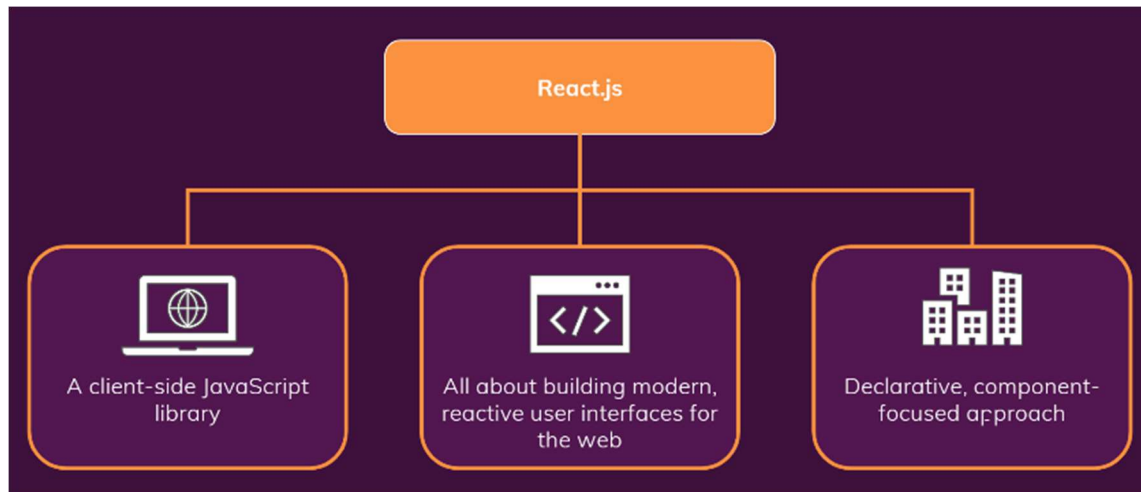 React.js
A client-side JavaScript
library
All about building modern,
reactive user interfaces for
the web
Declarative, component-
focused approach